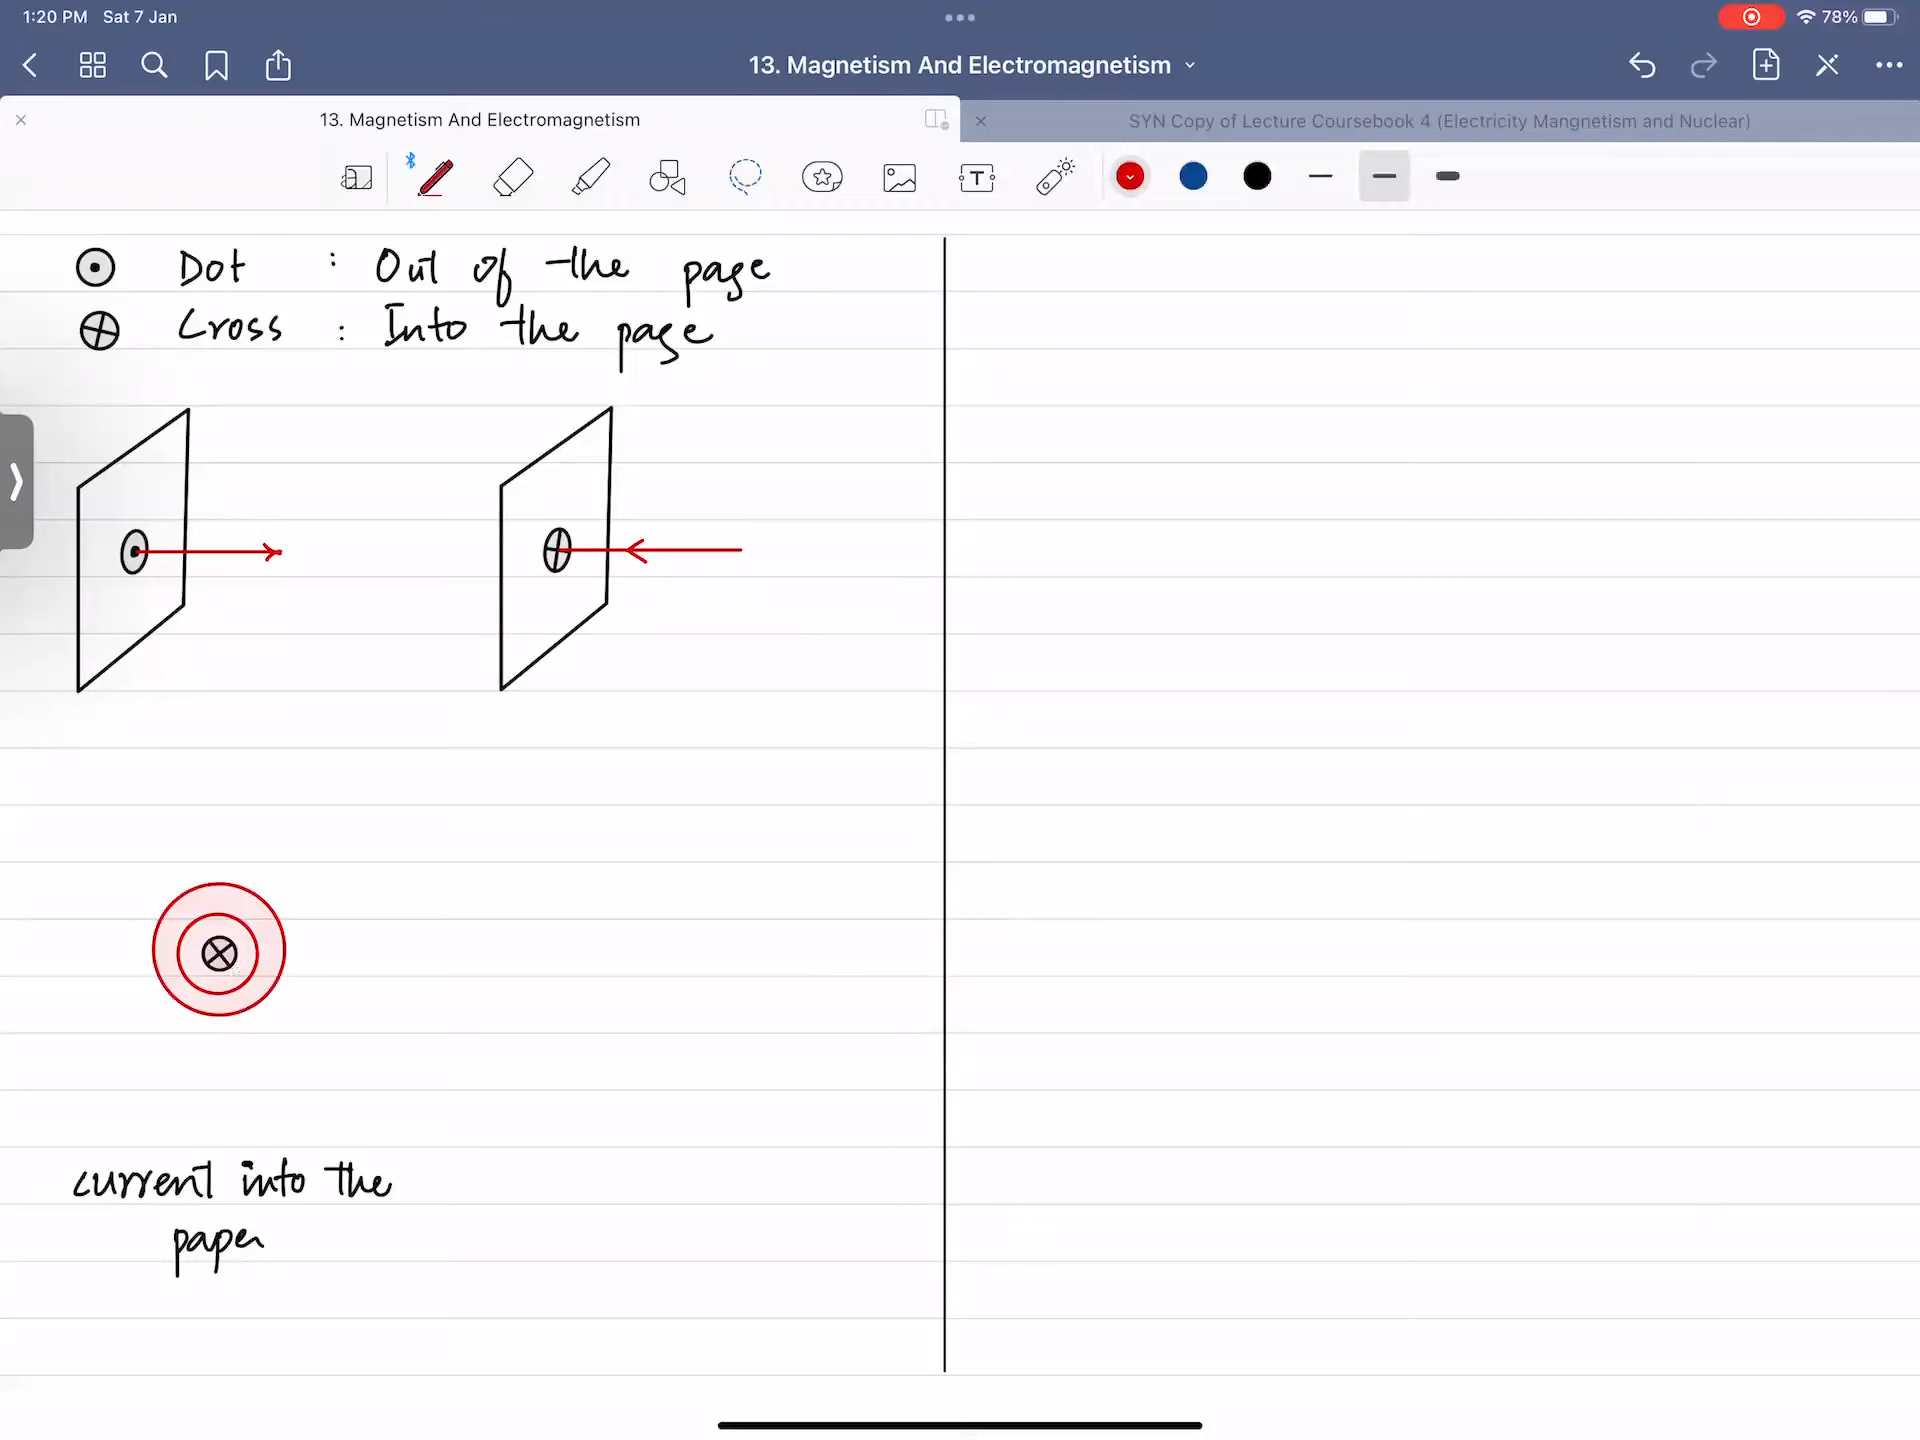 1:20 PM Sat 7 Jan
78%
13. Magnetism And Electromagnetism
13. Magnetism And Electromagnetism
SYN Copy of Lecture Coursebook 4 (Electricity Mangnetism and Nuclear)
Dot : Out of the page
Cross : Into the page
current into the
paper